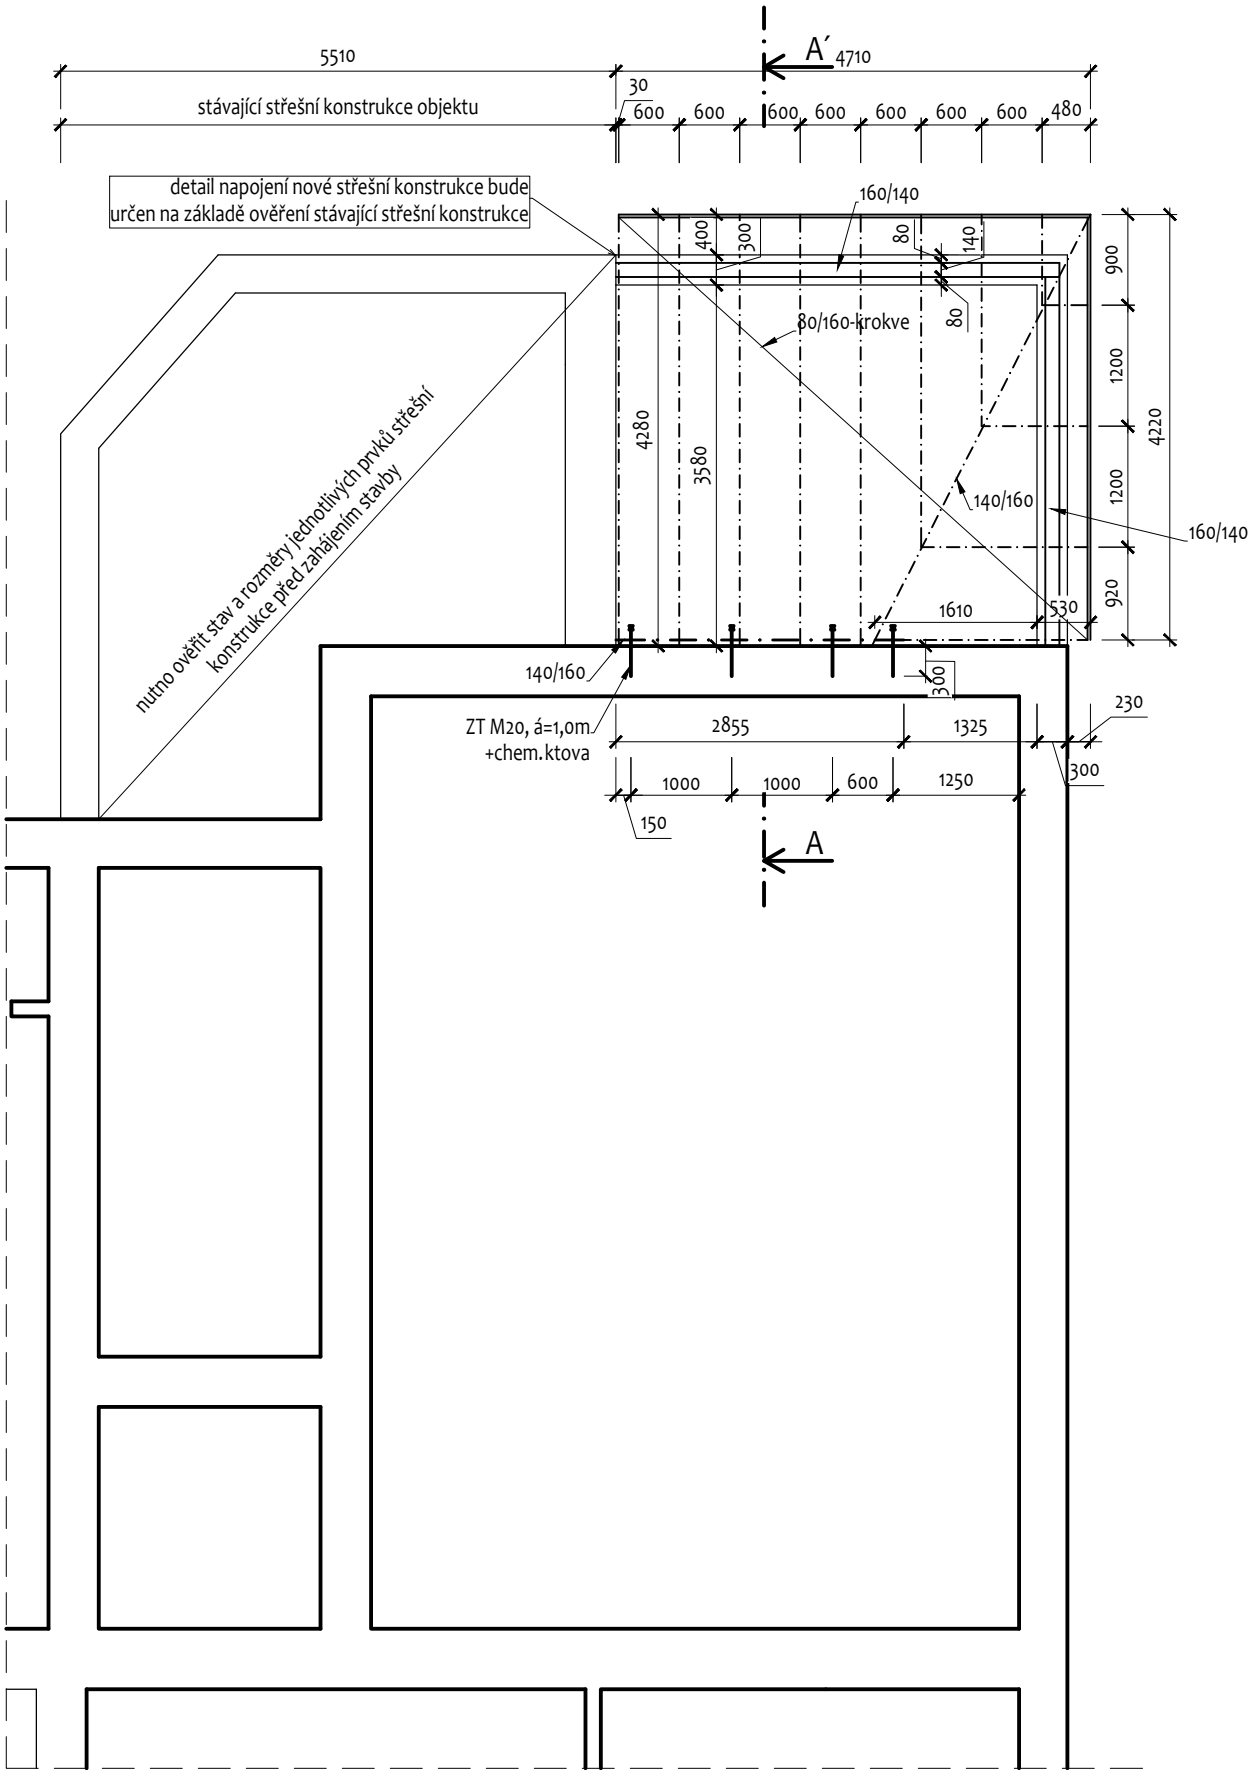 A´
5510
4710
30
stávající střešní konstrukce objektu
600 600 600 600 600 600 600 480
detail napojení nové střešní konstrukce bude
určen na základě ověření stávající střešní konstrukce
160/140
400
300
80
140
900
80/160-krokve
80
1200
4280
3580
4220
nutno ověřit stav a rozměry jednotlivých prvků střešní
konstrukce před zahájením stavby
140/160
1200
160/140
920
1610
530
140/160
300
ZT M20, á=1,0m
+chem.ktova
2855
1325
230
300
1000
1000
600
1250
150
A